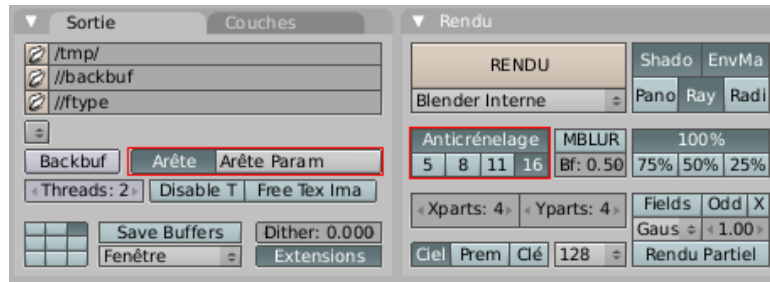 Sortie Couches
/tmp/
//backbuf
//ftype
Backbuf Arête Arête Param
Threads: 2 Disable T Free Tex Ima
Save Buffers Dither: 0.000
Fenêtre Extensions
Rendu
RENDU Shado EnvMa
Blender Interne Pano Ray Radi
Anticrénelage MBLUR 100%
5 8 11 16 Bf: 0.50 75% 50% 25%
Xparts: 4 Yparts: 4 Fields Odd X
Gaus 1.00
Ciel Prem Clé 128 Rendu Partiel